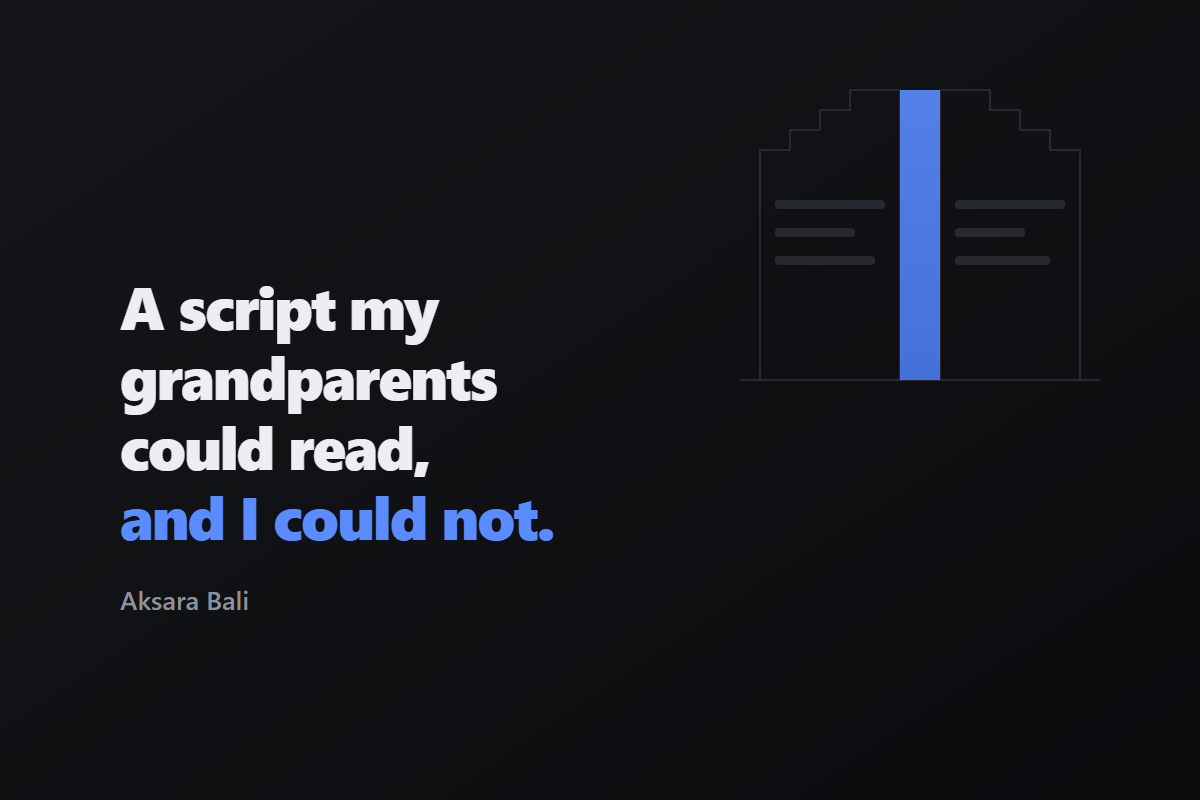 A script my
grandparents
could read,
and I could not.
Aksara Bali